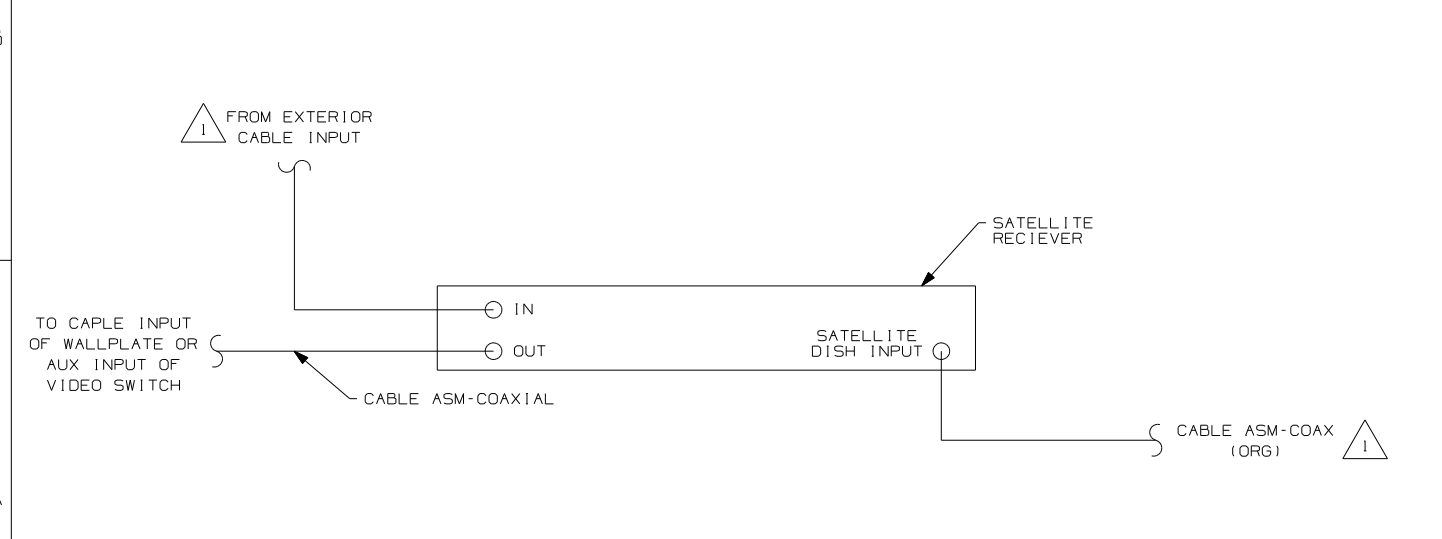 1
FROM EXTERIOR
CABLE INPUT
SATELLITE
RECIEVER
IN
TO CAPLE INPUT
OF WALLPLATE OR
AUX INPUT OF
VIDEO SWITCH
OUT
SATELLITE
DISH INPUT
CABLE ASM-COAXIAL
CABLE ASM-COAX
(ORG)
1